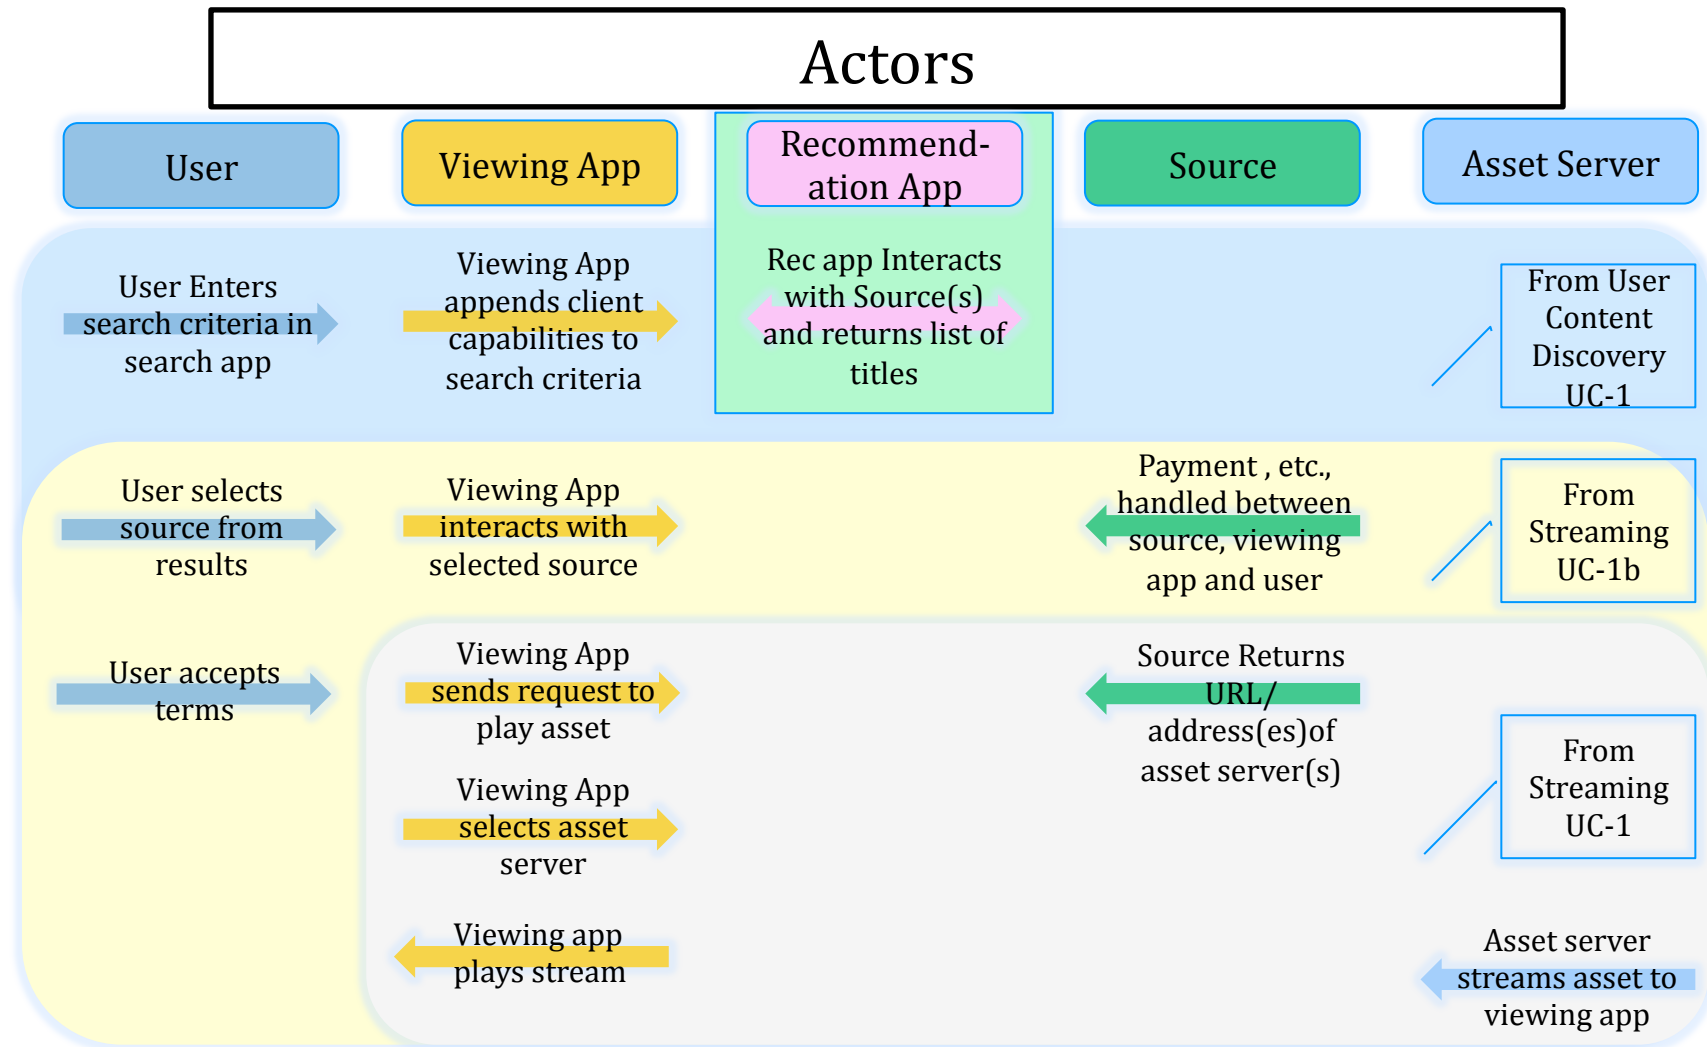 Actors
User
Viewing App
Recommend-
ation App
Source
Asset Server
User Enters
search criteria in
search app
Viewing App
appends client
capabilities to
search criteria
Rec app Interacts
with Source(s)
and returns list of
titles
From User
Content
Discovery
UC-1
User selects
source from
results
Viewing App
interacts with
selected source
Payment , etc.,
handled between
source, viewing
app and user
From
Streaming
UC-1b
User accepts
terms
Viewing App
sends request to
play asset
Source Returns
URL/
address(es)of
asset server(s)
Viewing App
selects asset
server
From
Streaming
UC-1
Viewing app
plays stream
Asset server
streams asset to
viewing app